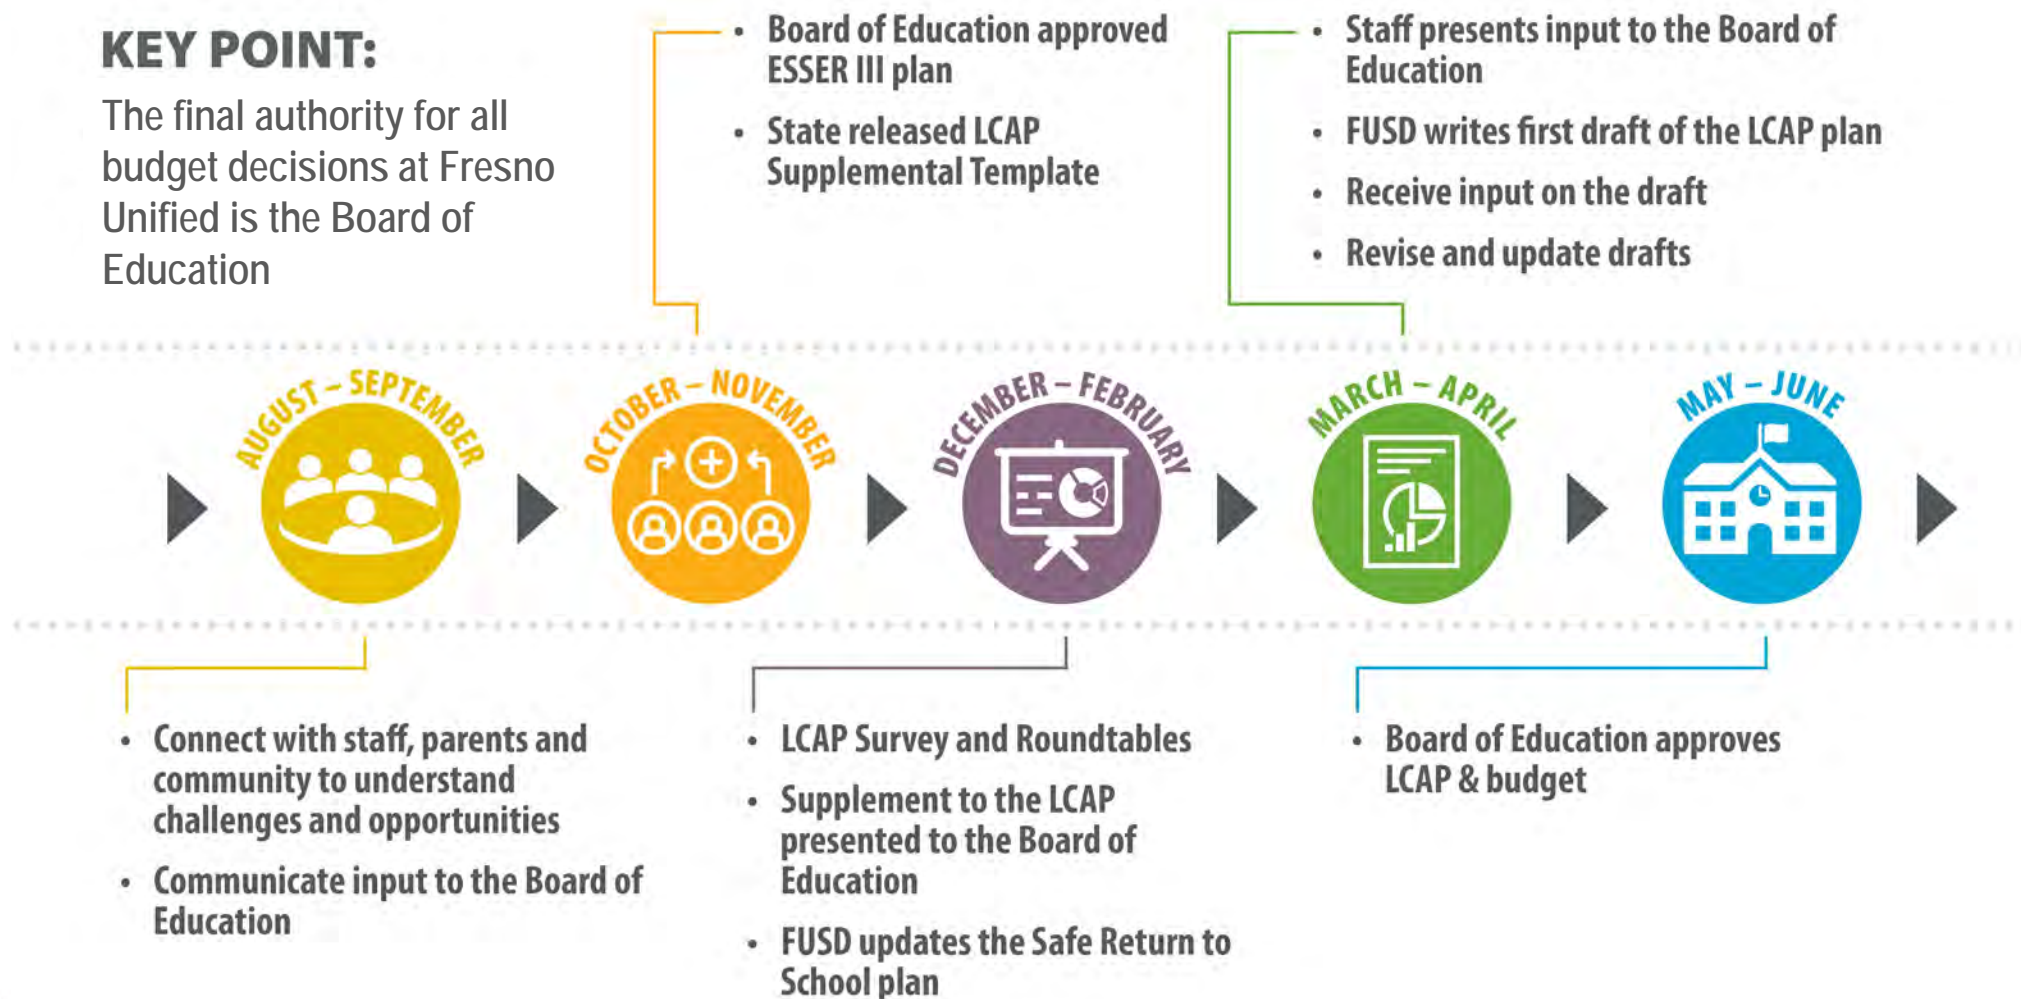 KEY POINT:
The final authority for all
budget decisions at Fresno
Unified is the Board of
Education
• Board of Education approved
ESSER III plan
• State released LCAP
Supplemental Template
• Staff presents input to the Board of
Education
• FUSD writes first draft of the LCAP plan
• Receive input on the draft
• Revise and update drafts
AUGUST – SEPTEMBER
OCTOBER – NOVEMBER
DECEMBER – FEBRUARY
MARCH – APRIL
MAY – JUNE
• Connect with staff, parents and
community to understand
challenges and opportunities
• Communicate input to the Board of
Education
• LCAP Survey and Roundtables
• Supplement to the LCAP
presented to the Board of
Education
• FUSD updates the Safe Return to
School plan
• Board of Education approves
LCAP & budget